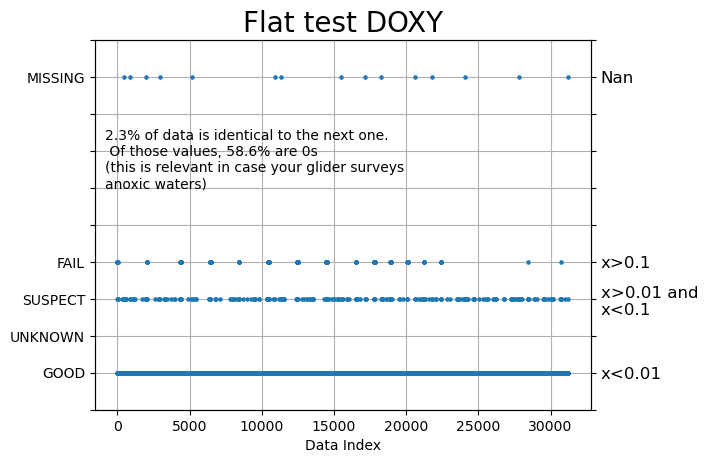 Flat test DOXY
MISSING
Nan
2.3% of data is identical to the next one.
Of those values, 58.6% are 0s
(this is relevant in case your glider surveys
anoxic waters)
FAIL
x>0.1
SUSPECT
x>0.01 and
x<0.1
UNKNOWN
GOOD
x<0.01
0 5000 10000 15000 20000 25000 30000
Data Index